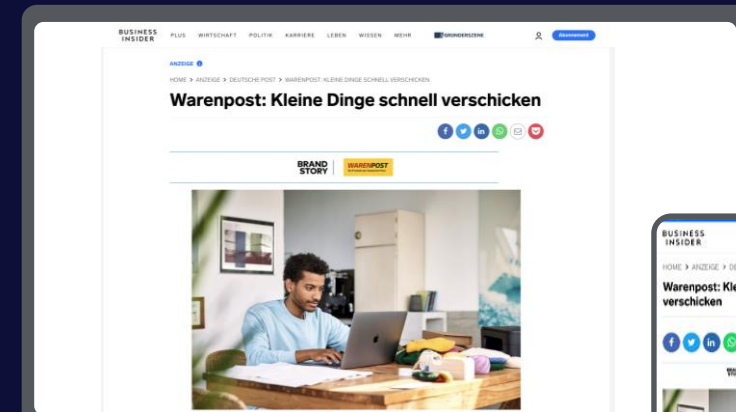 BUSINESS
INSIDER
PLUS WIRTSCHAFT POLITIK KARRIERE LEBEN WISSEN MEHR GRÜNDERSZENE Abonnement
ANZEIGE
HOME > ANZEIGE > DEUTSCHE POST > WARENPOST: KLEINE DINGE SCHNELL VERSCHICKEN
Warenpost: Kleine Dinge schnell verschicken
BRAND
STORY
WARENPOST
BUSINESS
INSIDER
HOME > ANZEIGE > DE
Warenpost: Kle
verschicken